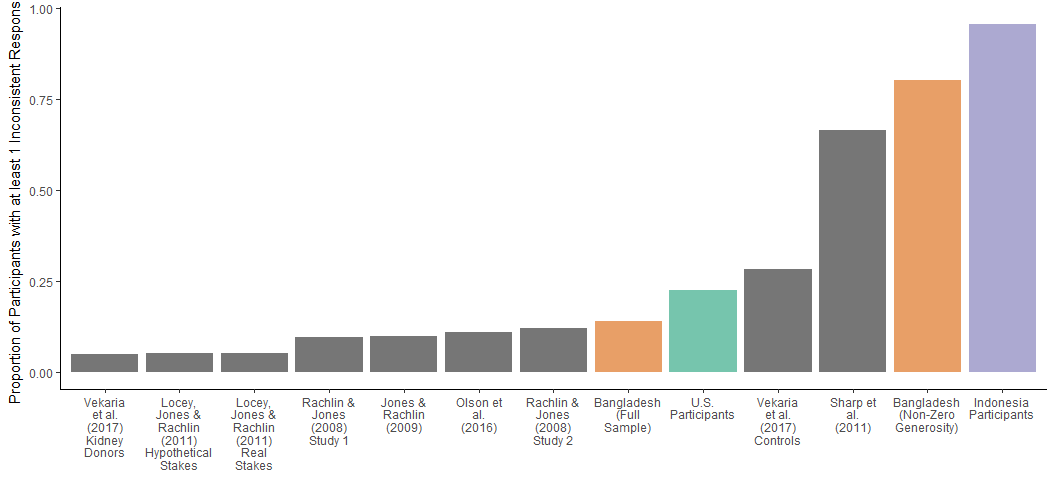 Proportion of Participants with at least 1 Inconsistent Respons
1.00
0.75
0.50
0.25
0.00
Vekaria
et al.
(2017)
Kidney
Donors
Locey,
Jones &
Rachlin
(2011)
Hypothetical
Stakes
Locey,
Jones &
Rachlin
(2011)
Real
Stakes
Rachlin &
Jones
(2008)
Study 1
Jones &
Rachlin
(2009)
Olson et
al.
(2016)
Rachlin &
Jones
(2008)
Study 2
Bangladesh
(Full
Sample)
U.S.
Participants
Vekaria
et al.
(2017)
Controls
Sharp et
al.
(2011)
Bangladesh
(Non-Zero
Generosity)
Indonesia
Participants